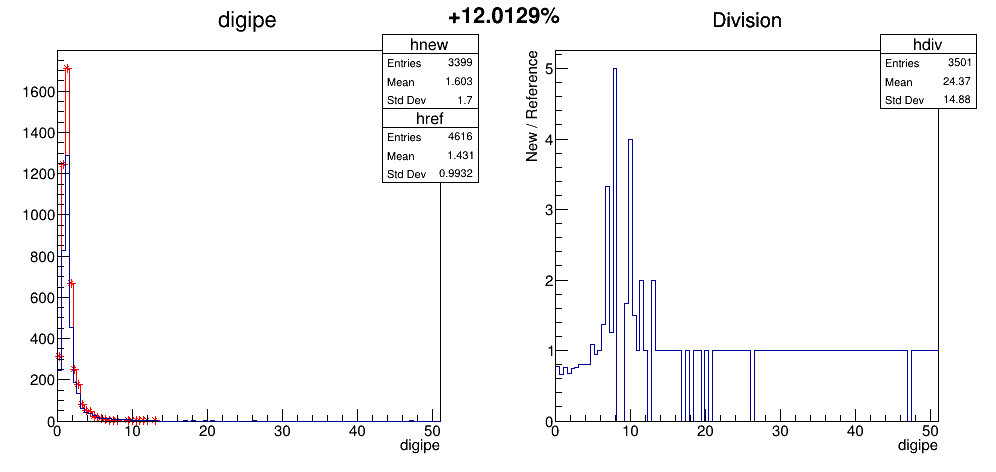 +12.0129%
digipe
hnew
Entries 3399
Mean 1.603
Std Dev 1.7
href
Entries 4616
Mean 1.431
Std Dev 0.9932
1600
1400
1200
1000
800
600
400
200
0
0 10 20 30 40 50
digipe
Division
hdiv
Entries 3501
Mean 24.37
Std Dev 14.88
New / Reference
5
4
3
2
1
0
0 10 20 30 40 50
digipe